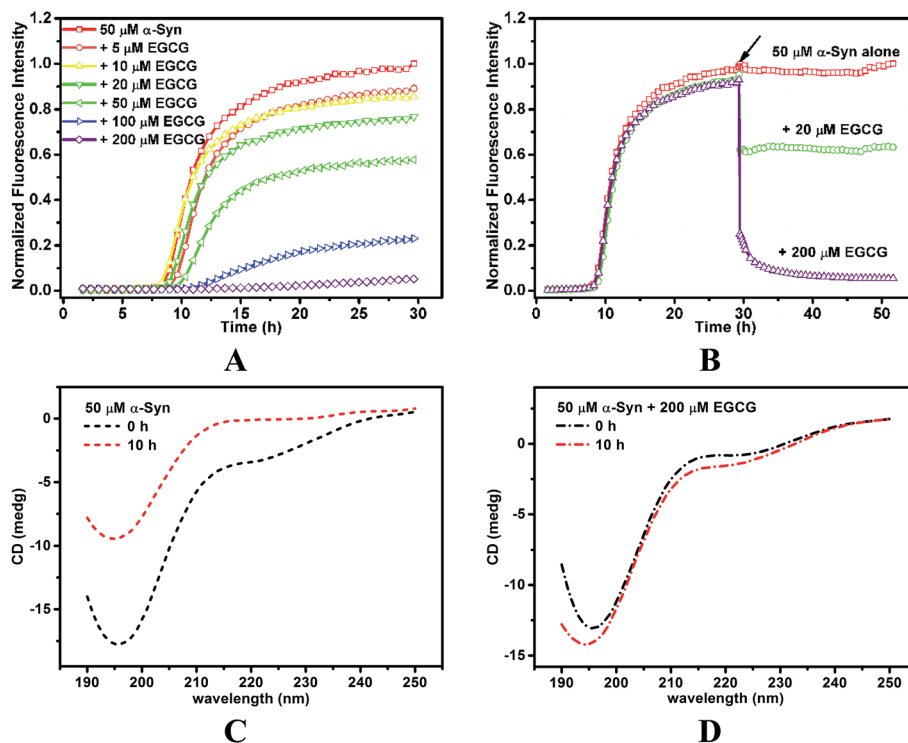 Normalized Fluorescence Intensity
1.2
1.0
0.8
0.6
0.4
0.2
0.0
50 μM α-Syn
+ 5 μM EGCG
+ 10 μM EGCG
+ 20 μM EGCG
+ 50 μM EGCG
+ 100 μM EGCG
+ 200 μM EGCG
0 5 10 15 20 25 30
Time (h)
A
Normalized Fluorescence Intensity
1.2
1.0
0.8
0.6
0.4
0.2
0.0
50 μM α-Syn alone
+ 20 μM EGCG
+ 200 μM EGCG
0 10 20 30 40 50
Time (h)
B
CD (medg)
0
-5
-10
-15
50 μM α-Syn
0 h
10 h
190 200 210 220 230 240 250
wavelength (nm)
C
CD (medg)
0
-5
-10
-15
50 μM α-Syn + 200 μM EGCG
0 h
10 h
190 200 210 220 230 240 250
wavelength (nm)
D